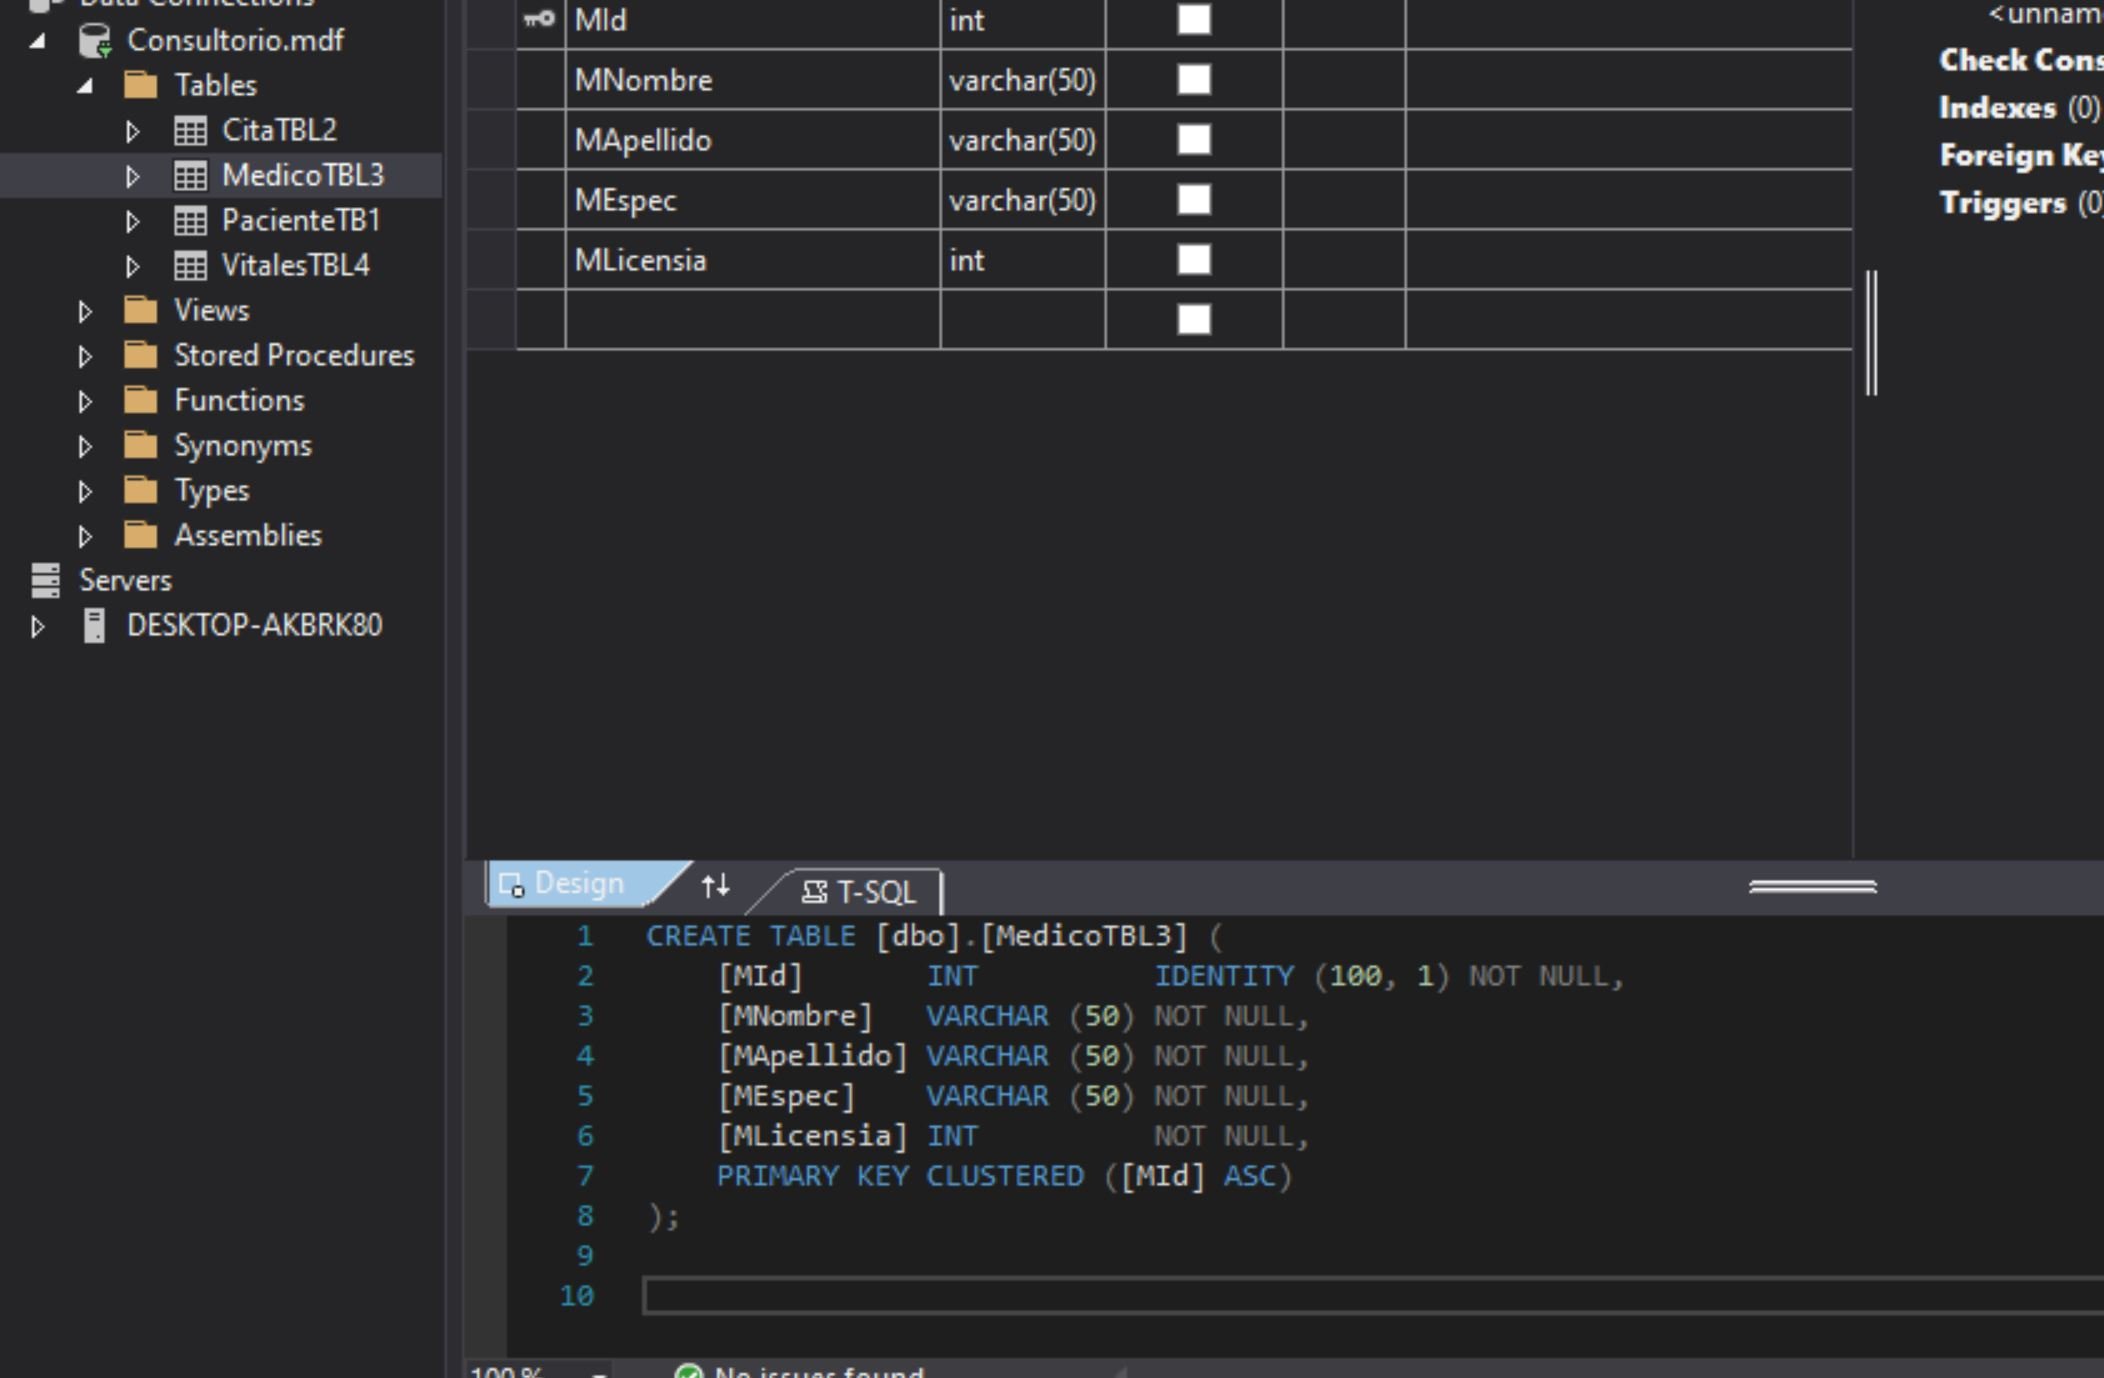 Data Connections
Consultorio.mdf
Tables
CitaTBL2
MedicoTBL3
PacienteTB1
VitalesTBL4
Views
Stored Procedures
Functions
Synonyms
Types
Assemblies
Servers
DESKTOP-AKBRK80
MId int
MNombre varchar(50)
MApellido varchar(50)
MEspec varchar(50)
MLicensia int
<unnam
Check Cons
Indexes (0)
Foreign Key
Triggers (0)
Design
T-SQL
1 CREATE TABLE [dbo].[MedicoTBL3] (
2 [MId] INT IDENTITY (100, 1) NOT NULL,
3 [MNombre] VARCHAR (50) NOT NULL,
4 [MApellido] VARCHAR (50) NOT NULL,
5 [MEspec] VARCHAR (50) NOT NULL,
6 [MLicensia] INT NOT NULL,
7 PRIMARY KEY CLUSTERED ([MId] ASC)
8 );
9
10
100 %
No issues found